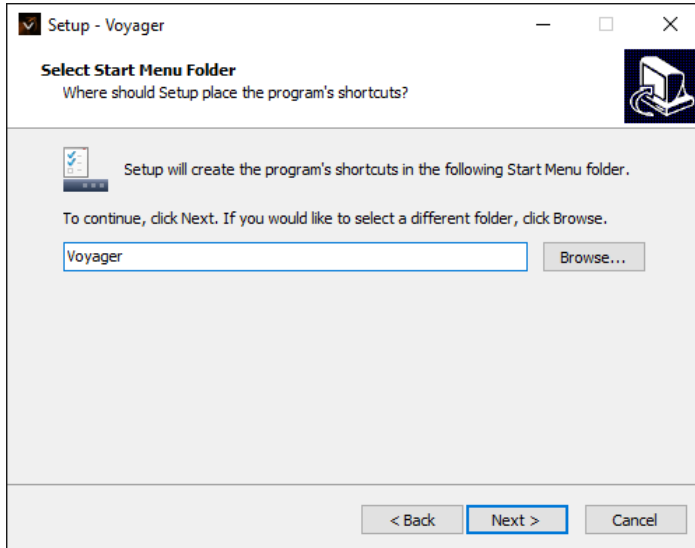 Setup - Voyager
Select Start Menu Folder
Where should Setup place the program's shortcuts?
Setup will create the program's shortcuts in the following Start Menu folder.
To continue, click Next. If you would like to select a different folder, click Browse.
Voyager
Browse...
< Back
Next >
Cancel